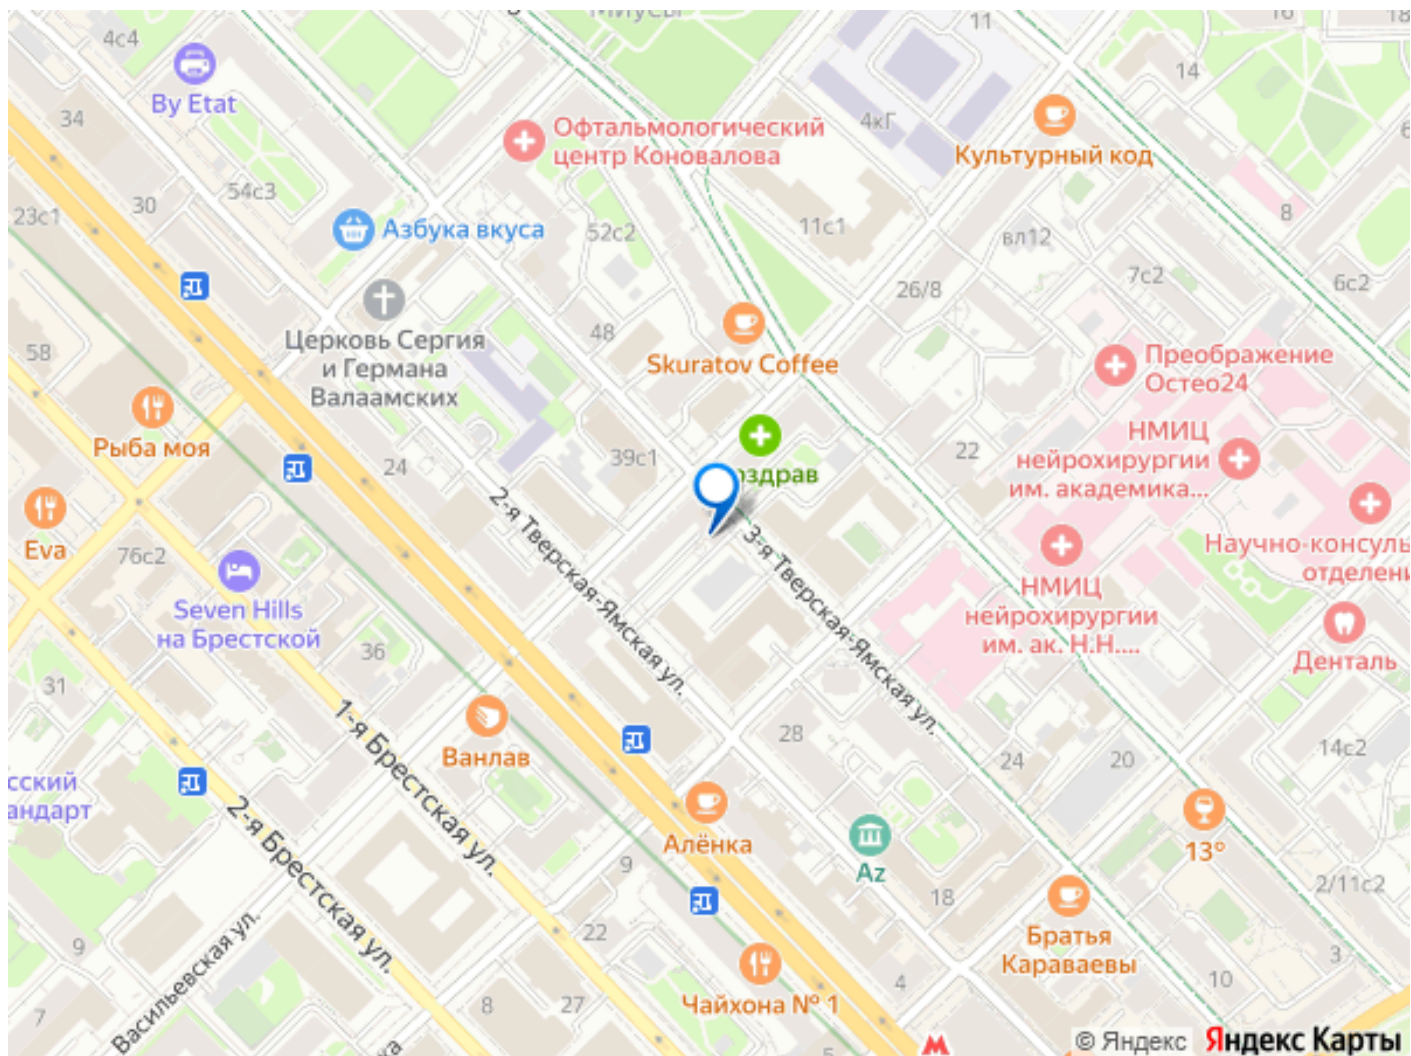 Миусы
4с4
16
11
14
By Etat
34
Офтальмологический
центр Коновалова
4кГ
Культурный код
54с3
30
23с1
Азбука вкуса
52с2
11с1
вл12
8
7с2
6с2
26/8
Церковь Сергия
и Германа
Валаамских
48
Skuratov Coffee
Преображение
Остео24
58
Рыба моя
24
39с1
оздрав
22
НМИЦ
нейрохирургии
им. академика...
2-я Тверская-Ямская ул.
3-я Тверская-Ямская ул.
Eva
76с2
Seven Hills
на Брестской
36
НМИЦ
нейрохирургии
им. ак. Н.Н....
Научно-консуль
отделени
Денталь
31
1-я Брестская ул.
Ванлав
28
24
20
14с2
сский
андарт
2-я Брестская ул.
Алёнка
9
Az
13°
18
2/11с2
Васильевская ул.
9
22
Братья
Караваевы
3
10
7
8
27
Чайхона № 1
4
5
© Яндекс Яндекс Карты